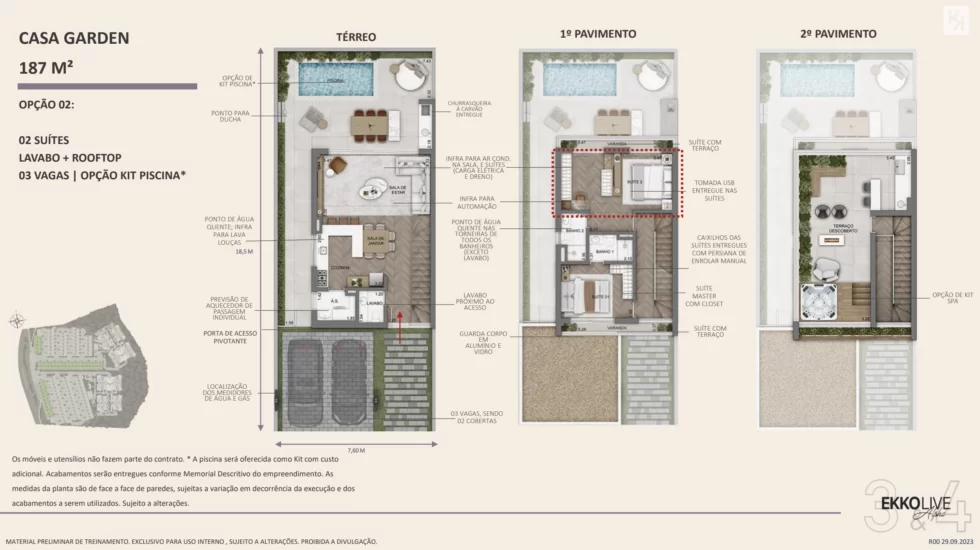 CASA GARDEN
187 M²
OPÇÃO 02:
02 SUÍTES
LAVABO + ROOFTOP
03 VAGAS | OPÇÃO KIT PISCINA*
TÉRREO
1º PAVIMENTO
2º PAVIMENTO
OPÇÃO DE
KIT PISCINA*
PONTO PARA
DUCHA
PONTO DE ÁGUA
QUENTE; INFRA
PARA LAVA
LOUÇAS
18,5 M
PREVISÃO DE
AQUECEDOR DE
PASSAGEM
INDIVIDUAL
PORTA DE ACESSO
PIVOTANTE
LOCALIZAÇÃO
DOS MEDIDORES
DE ÁGUA E GÁS
PISCINA
7.43
SALA DE
ESTAR
SALA DE
JANTAR
COZINHA
A.S.
LAVABO
1.20
7,60 M
CHURRASQUEIRA
À CARVÃO
ENTREGUE
INFRA PARA AR COND.
NA SALA, E SUÍTES
(CARGA ELÉTRICA
E DRENO)
INFRA PARA
AUTOMAÇÃO
PONTO DE ÁGUA
QUENTE NAS
TORNEIRAS DE
TODOS OS
BANHEIROS
(EXCETO
LAVABO)
LAVABO
PRÓXIMO AO
ACESSO
GUARDA CORPO
EM
ALUMÍNIO E
VIDRO
03 VAGAS, SENDO
02 COBERTAS
VARANDA
SUÍTE 2
BANHO 2
BANHO 1
SUÍTE 01
VARANDA
SUÍTE COM
TERRAÇO
TOMADA USB
ENTREGUE NAS
SUÍTES
CAIXILHOS DAS
SUÍTES ENTREGUES
COM PERSIANA DE
ENROLAR MANUAL
SUÍTE
MASTER
COM CLOSET
SUÍTE COM
TERRAÇO
TERRAÇO
DESCOBERTO
OPÇÃO DE KIT
SPA
Os móveis e utensílios não fazem parte do contrato. * A piscina será oferecida como Kit com custo
adicional. Acabamentos serão entregues conforme Memorial Descritivo do empreendimento. As
medidas da planta são de face a face de paredes, sujeitas a variação em decorrência da execução e dos
acabamentos a serem utilizados. Sujeito a alterações.
3&4
EKKOLIVE
Alpha
MATERIAL PRELIMINAR DE TREINAMENTO. EXCLUSIVO PARA USO INTERNO , SUJEITO A ALTERAÇÕES. PROIBIDA A DIVULGAÇÃO.
R00 29.09.2023